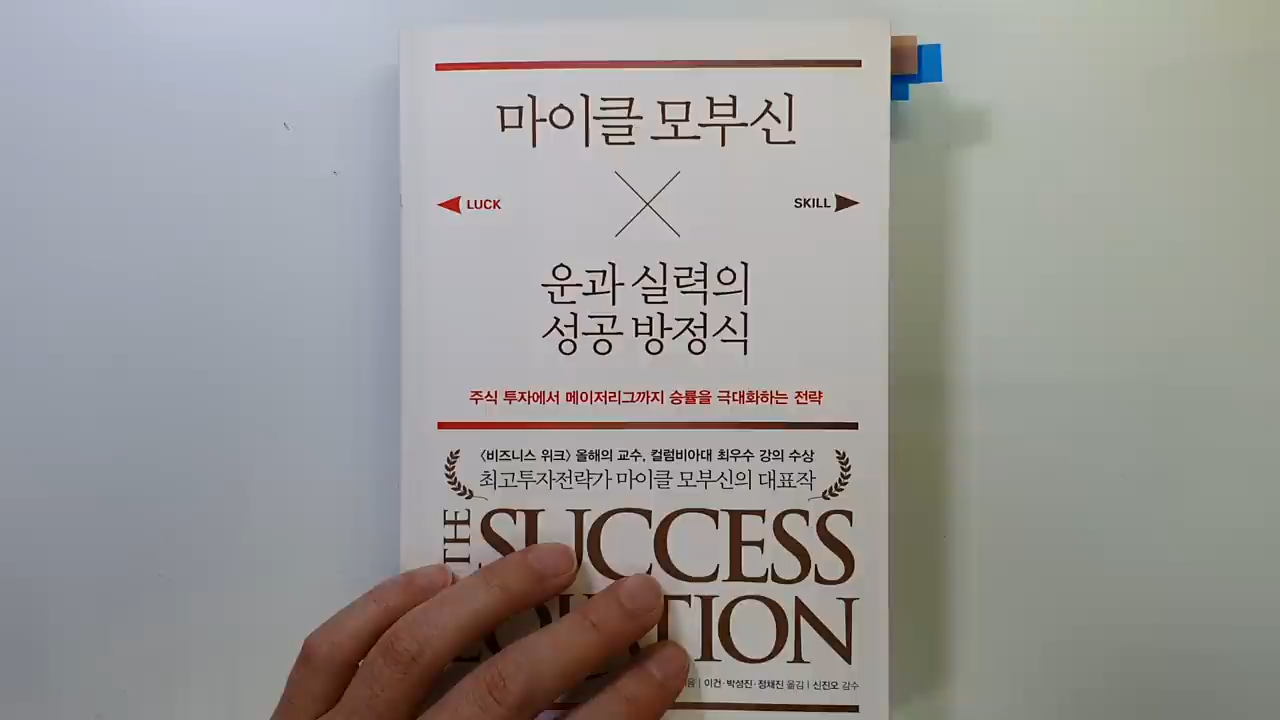 마이클 모부신
LUCK
SKILL
운과 실력의
성공 방정식
주식 투자에서 메이저리그까지 승률을 극대화하는 전략
〈비즈니스 위크〉 올해의 교수, 컬럼비아대 최우수 강의 수상
최고투자전략가 마이클 모부신의 대표작
THE
SUCCESS
이건·박성진·정채진 옮김 | 신진오 감수